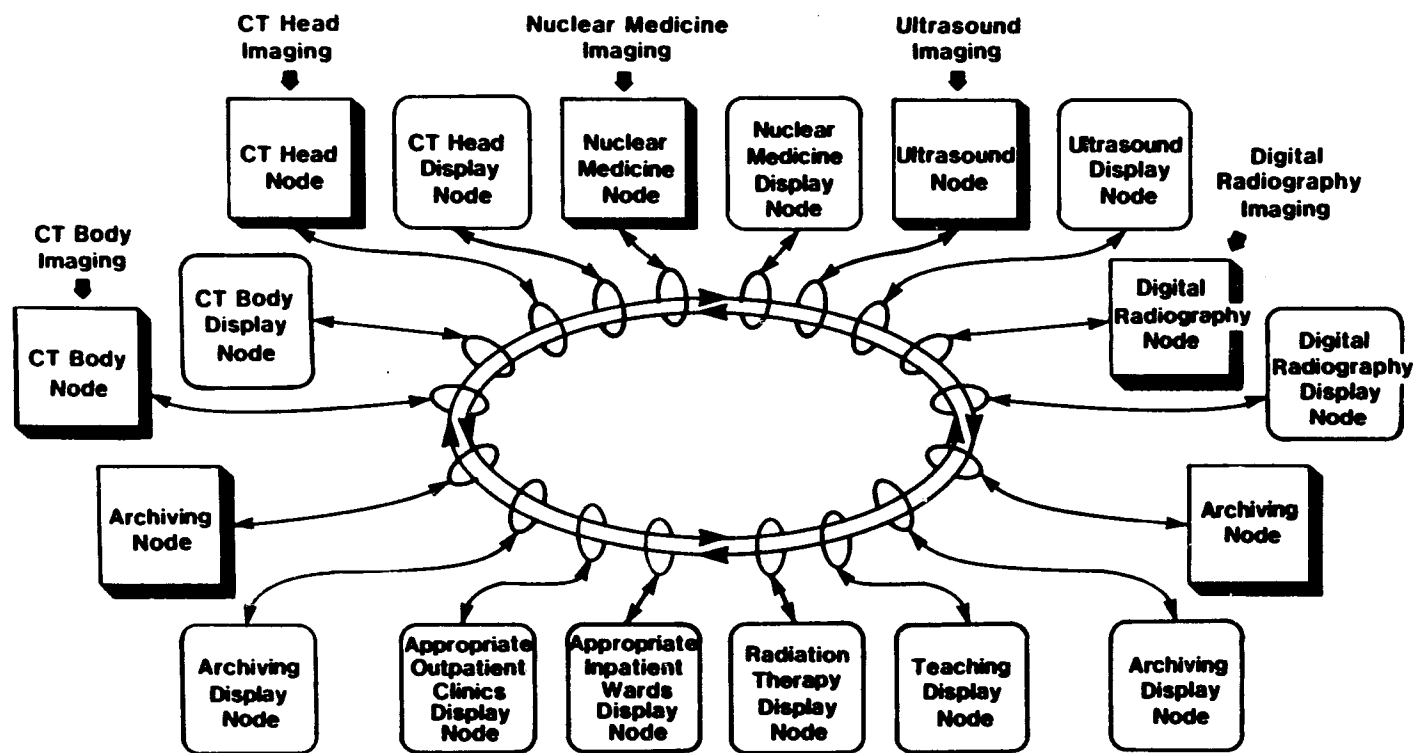 CT Head
Imaging
Nuclear Medicine
Imaging
Ultrasound
Imaging
Digital
Radiography
Imaging
CT Body
Imaging
CT Head
Node
CT Head
Display
Node
Nuclear
Medicine
Node
Nuclear
Medicine
Display
Node
Ultrasound
Node
Ultrasound
Display
Node
CT Body
Node
CT Body
Display
Node
Digital
Radiography
Node
Digital
Radiography
Display
Node
Archiving
Node
Archiving
Node
Archiving
Display
Node
Appropriate
Outpatient
Clinics
Display
Node
Appropriate
Inpatient
Wards
Display
Node
Radiation
Therapy
Display
Node
Teaching
Display
Node
Archiving
Display
Node